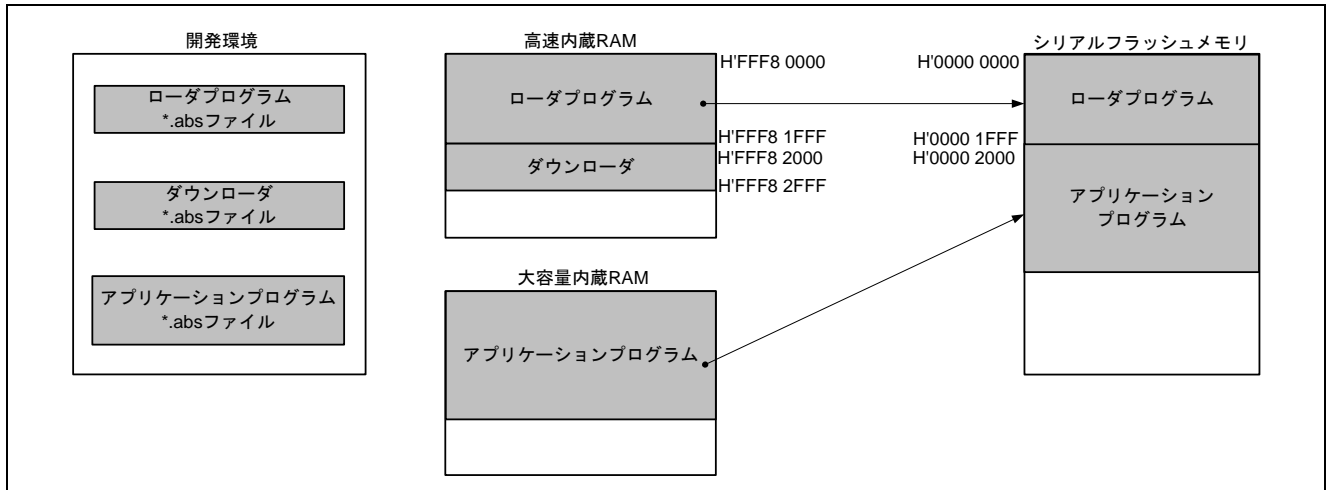 開発環境
ローダプログラム
*.absファイル
ダウンローダ
*.absファイル
アプリケーションプログラム
*.absファイル
高速内蔵RAM
ローダプログラム
ダウンローダ
H'FFF8 0000
H'FFF8 1FFF
H'FFF8 2000
H'FFF8 2FFF
大容量内蔵RAM
アプリケーションプログラム
シリアルフラッシュメモリ
H'0000 0000
H'0000 1FFF
H'0000 2000
ローダプログラム
アプリケーション
プログラム